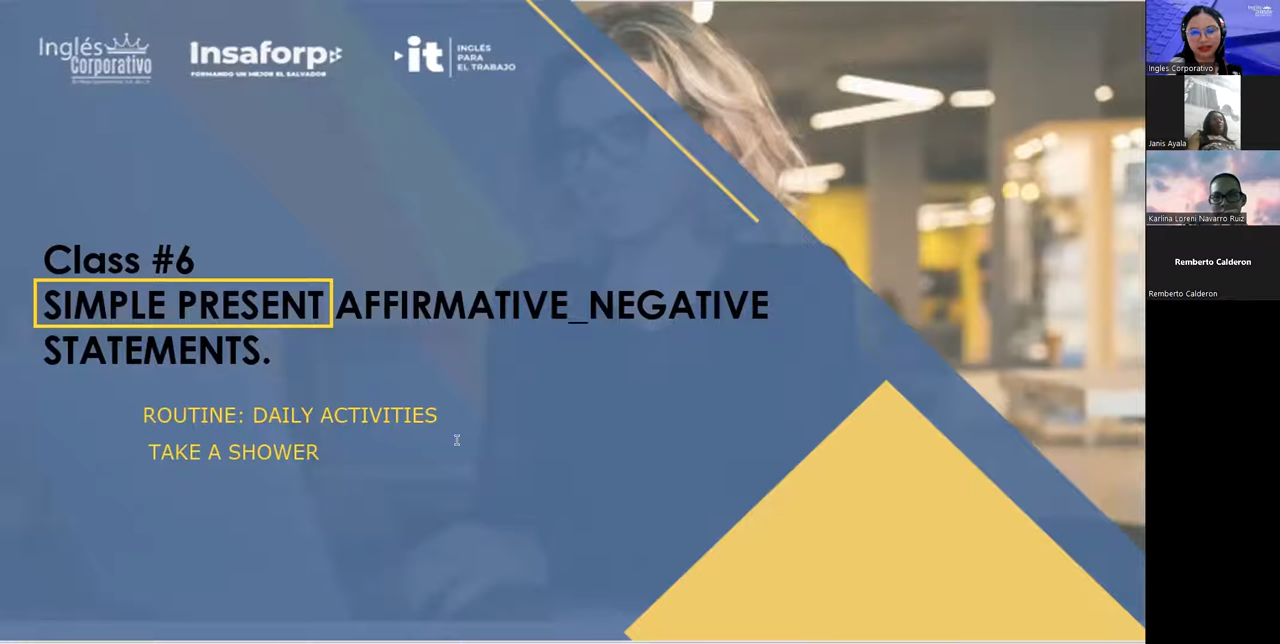 Inglés
Corporativo
Insaforp
FORMANDO UN MEJOR EL SALVADOR
it
INGLÉS
PARA
EL TRABAJO
Class #6
SIMPLE PRESENT AFFIRMATIVE_NEGATIVE
STATEMENTS.
ROUTINE: DAILY ACTIVITIES
TAKE A SHOWER
Ingles Corporativo
Janis Ayala
Karlina Loreni Navarro Ruiz
Remberto Calderon
Remberto Calderon